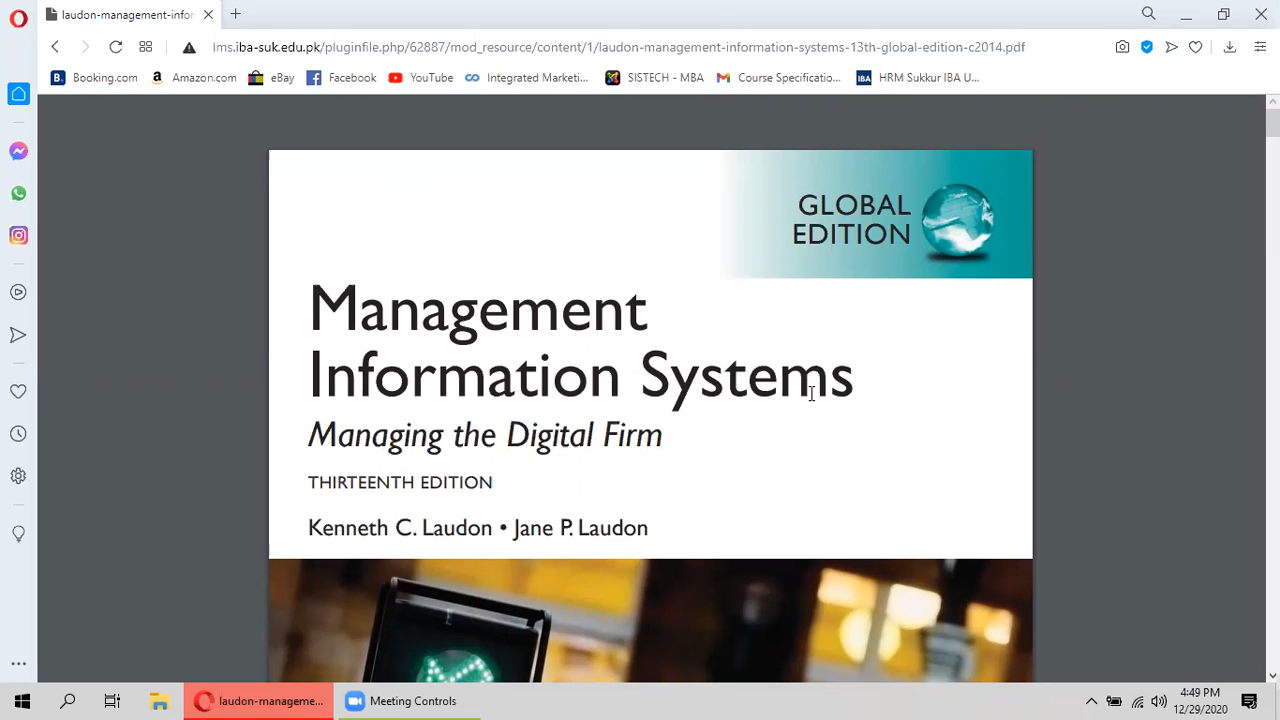 laudon-management-infor
lms.iba-suk.edu.pk/pluginfile.php/62887/mod_resource/content/1/laudon-management-information-systems-13th-global-edition-c2014.pdf
B. Booking.com
a Amazon.com
eBay
Facebook
YouTube
Integrated Marketi...
SISTECH - MBA
Course Specificatio...
IBA HRM Sukkur IBA U...
GLOBAL
EDITION
Management
Information Systems
Managing the Digital Firm
THIRTEENTH EDITION
Kenneth C. Laudon • Jane P. Laudon
laudon-manageme...
Meeting Controls
4:49 PM
12/29/2020